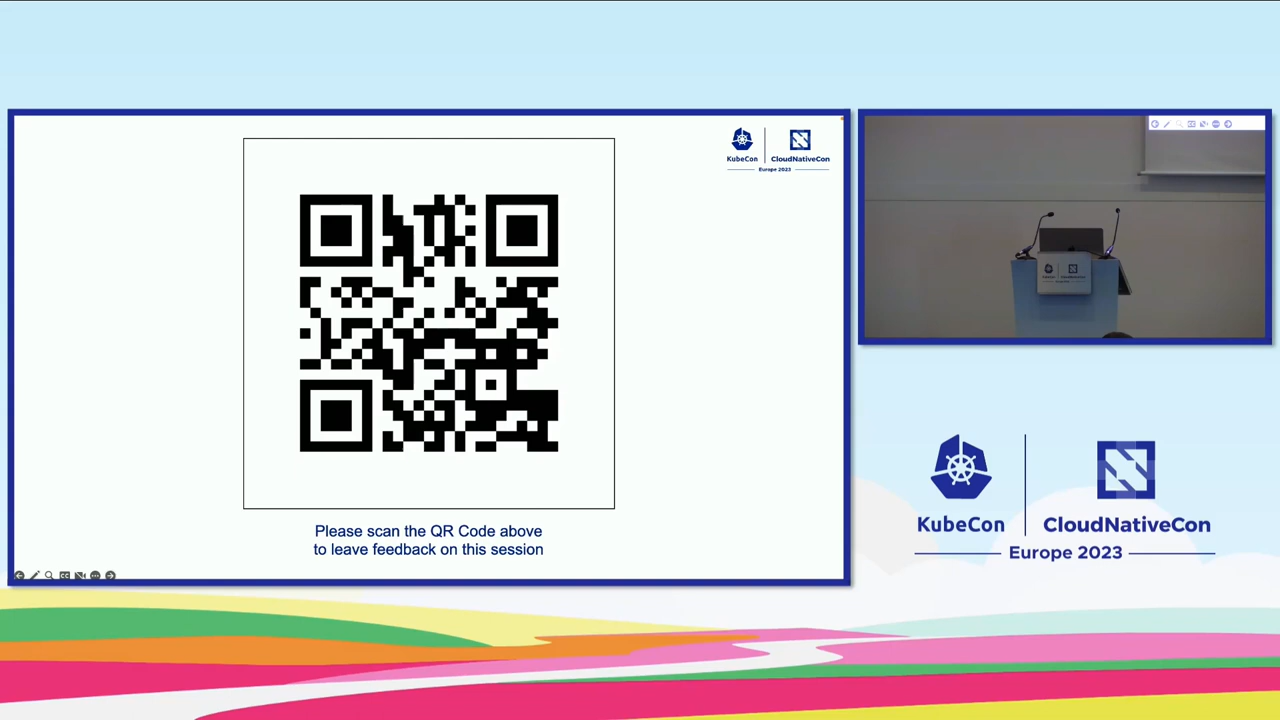 KubeCon
CloudNativeCon
Europe 2023
Please scan the QR Code above
to leave feedback on this session
KubeCon
CloudNativeCon
Europe 2023